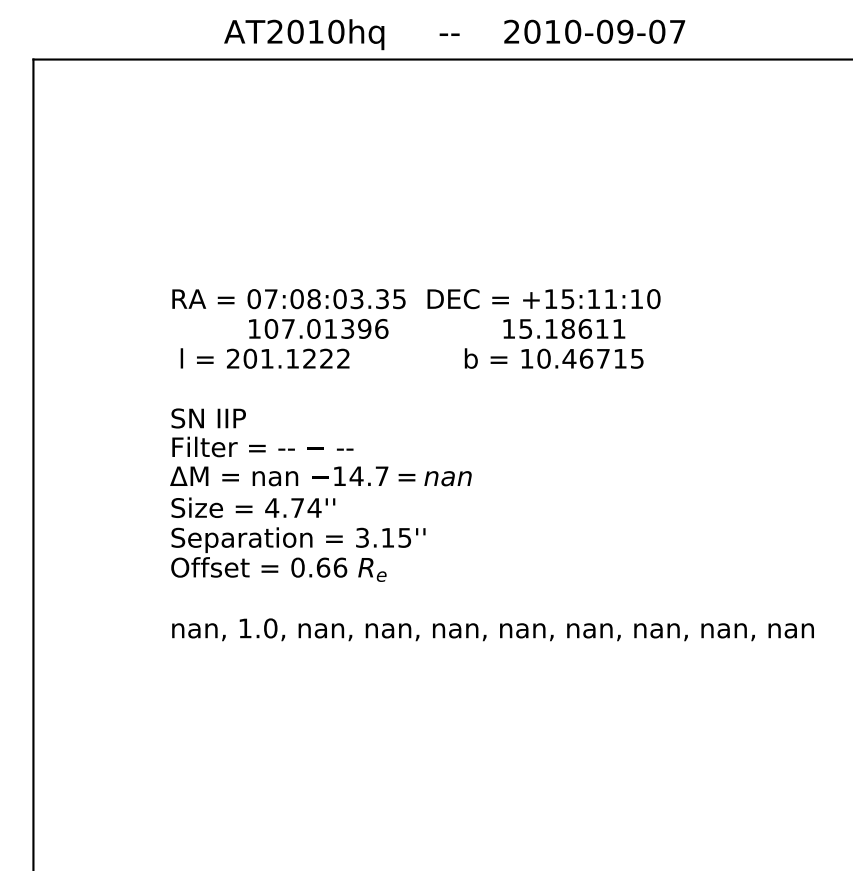 AT2010hq -- 2010-09-07
RA = 07:08:03.35 DEC = +15:11:10
107.01396 15.18611
l = 201.1222 b = 10.46715
SN IIP
Filter = -- − --
ΔM = nan −14.7 = nan
Size = 4.74''
Separation = 3.15''
Offset = 0.66 Re
nan, 1.0, nan, nan, nan, nan, nan, nan, nan, nan